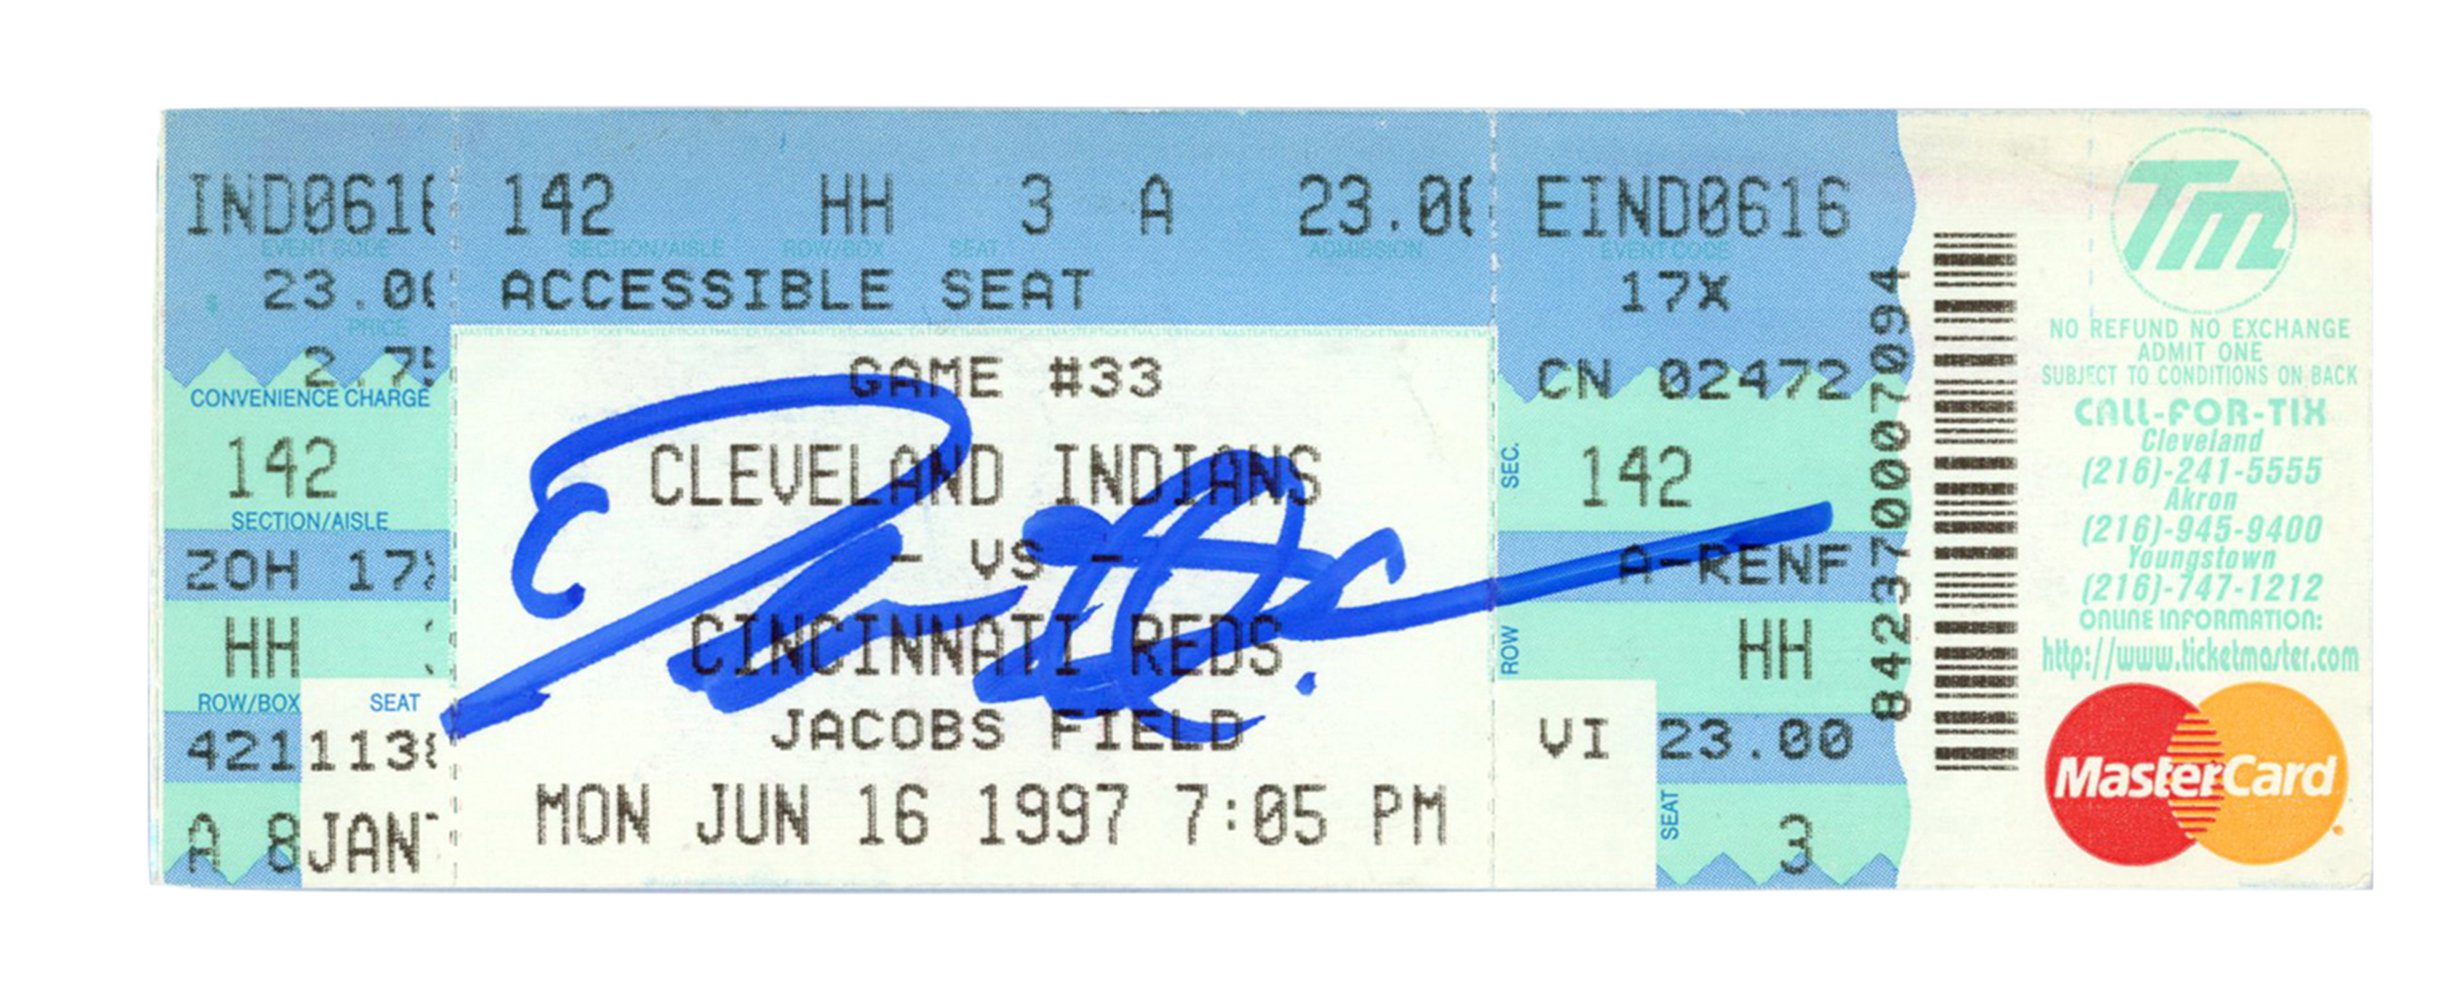 IND061
EVENT CODE
$ 23.0
PRICE
2.75
CONVENIENCE CHARGE
142
SECTION/AISLE
ZOH 17
HH
ROW/BOX SEAT
421113
A 8JAN
142 HH 3 A 23.0
SECTION/AISLE ROW/BOX SEAT ADMISSION
ACCESSIBLE SEAT
GAME #33
CLEVELAND INDIANS
- VS -
CINCINNATI REDS
JACOBS FIELD
MON JUN 16 1997 7:05 PM
EIND0616
EVENT CODE
17X
CN 02472
SEC. 142
A-RENF
ROW HH
VI 23.00
SEAT 3
842370007094
TM
NO REFUND NO EXCHANGE
ADMIT ONE
SUBJECT TO CONDITIONS ON BACK
CALL-FOR-TIX
Cleveland
(216)-241-5555
Akron
(216)-945-9400
Youngstown
(216)-747-1212
ONLINE INFORMATION:
http://www.ticketmaster.com
MasterCard